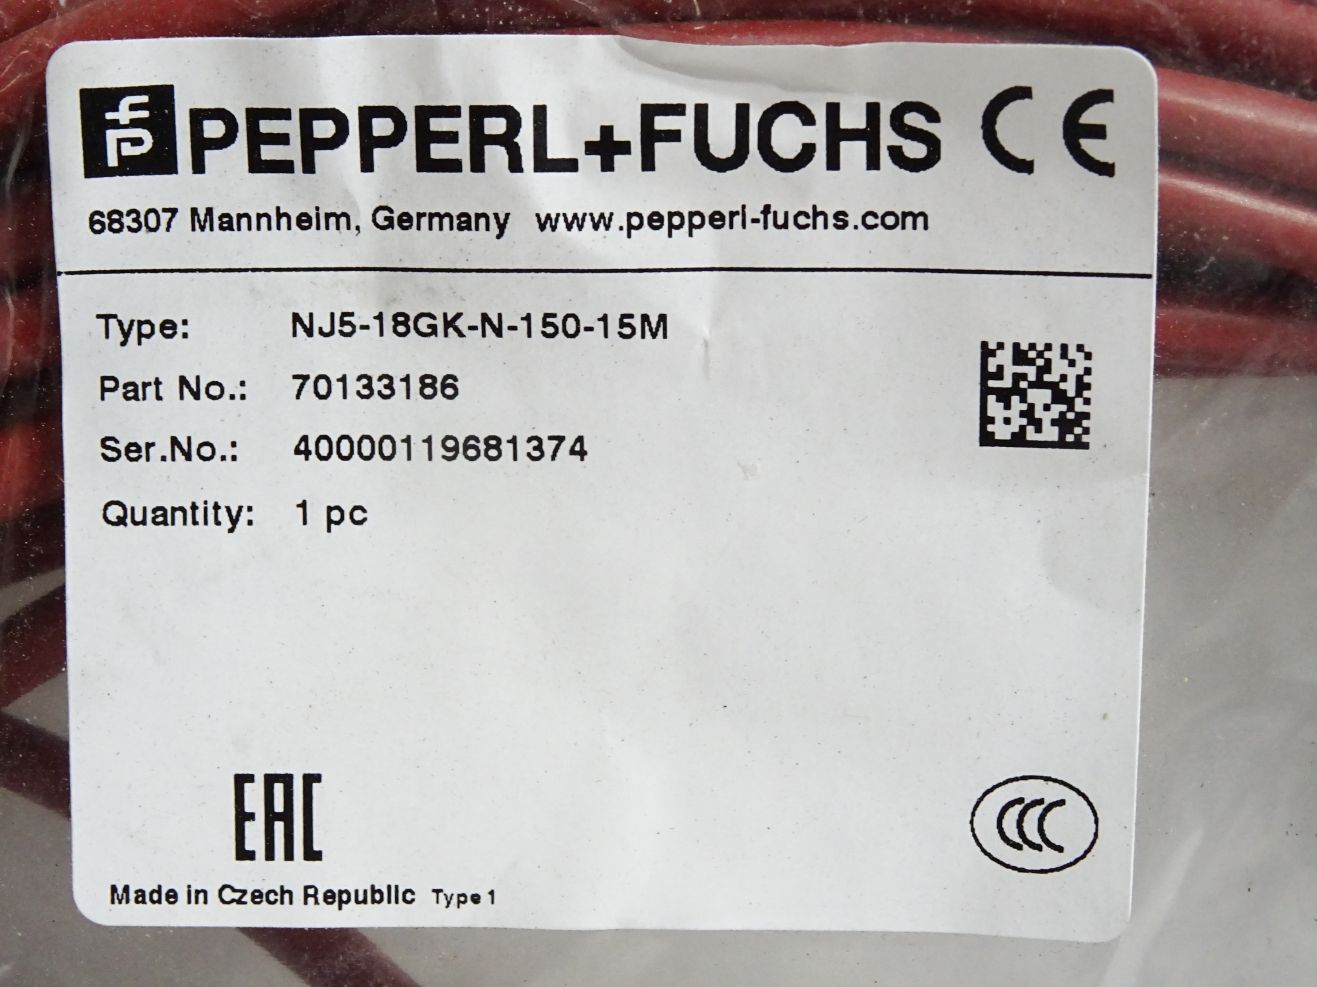 PEPPERL+FUCHS CE
68307 Mannheim, Germany www.pepperl-fuchs.com
Type: NJ5-18GK-N-150-15M
Part No.: 70133186
Ser.No.: 40000119681374
Quantity: 1 pc
EAC
CCC
Made in Czech Republic Type 1